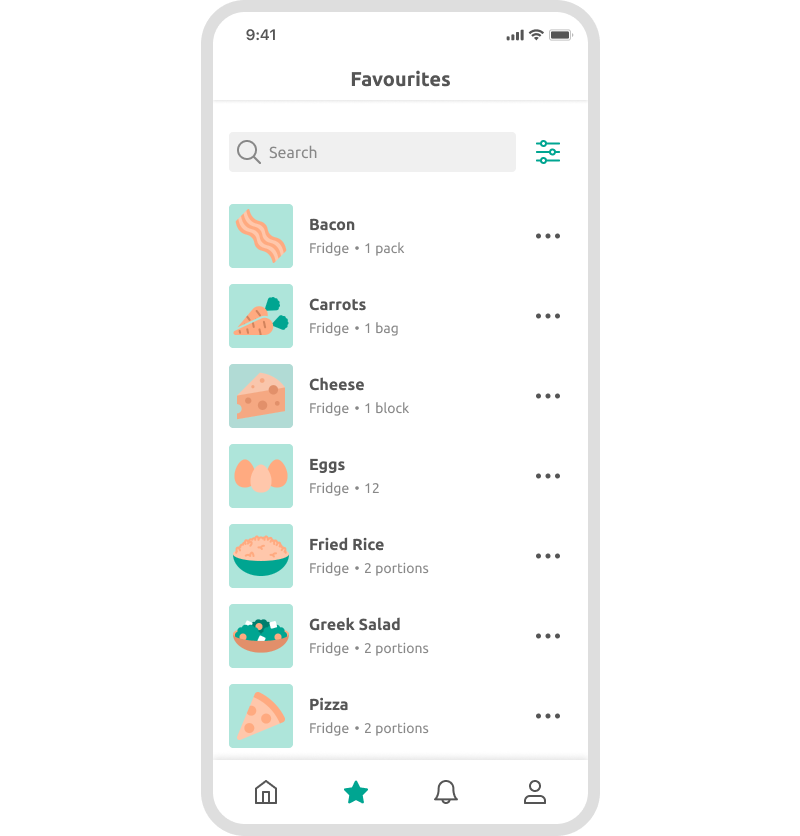 9:41
Favourites
Search
Bacon
Fridge • 1 pack
Carrots
Fridge • 1 bag
Cheese
Fridge • 1 block
Eggs
Fridge • 12
Fried Rice
Fridge • 2 portions
Greek Salad
Fridge • 2 portions
Pizza
Fridge • 2 portions